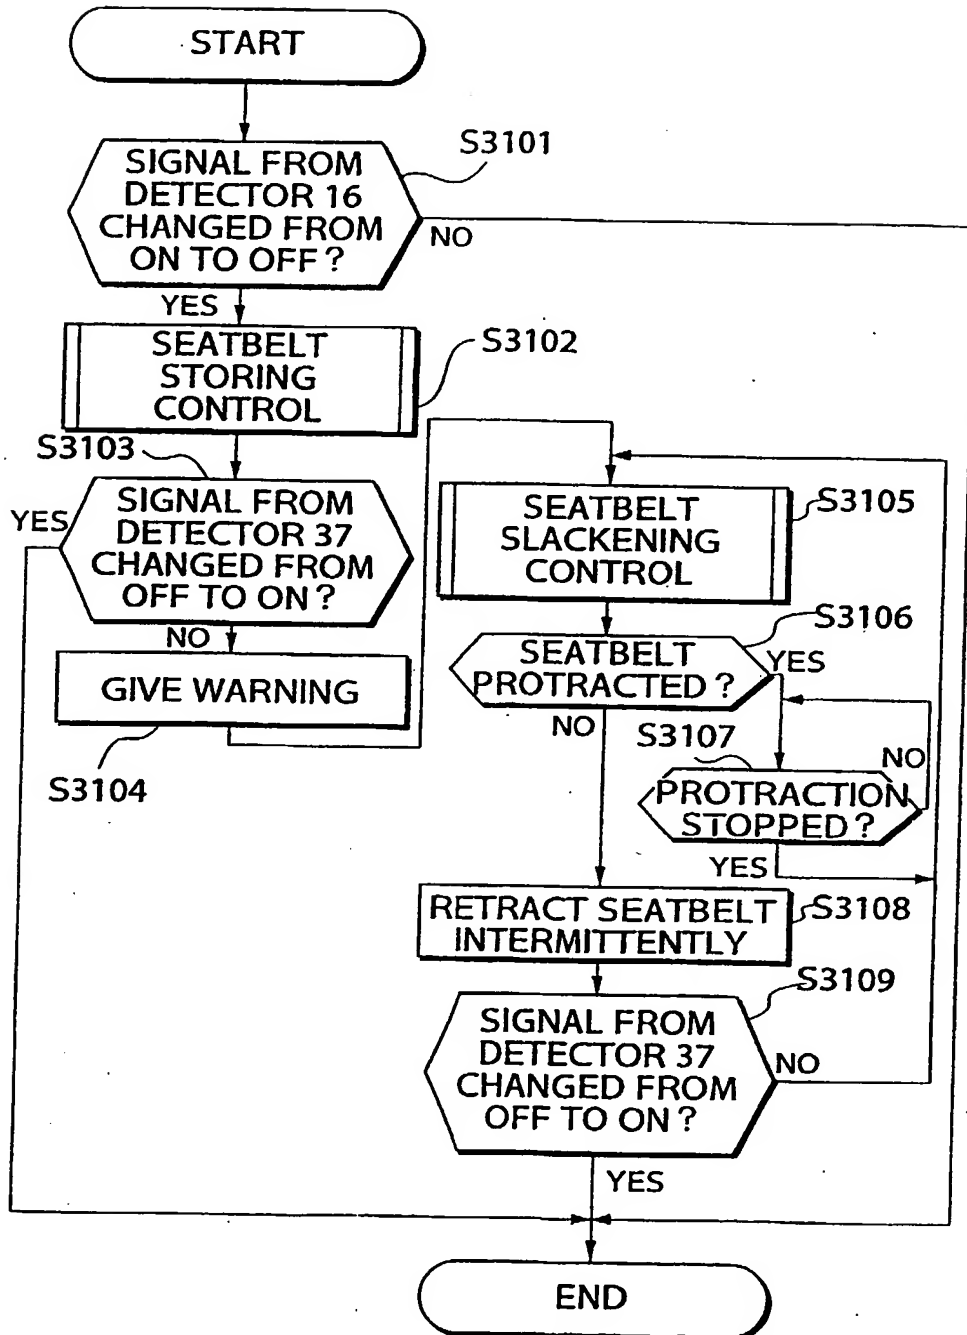 START
S3101
SIGNAL FROM
DETECTOR 16
CHANGED FROM
ON TO OFF?
NO
YES
SEATBELT
STORING
CONTROL
S3102
S3103
SIGNAL FROM
DETECTOR 37
CHANGED FROM
OFF TO ON?
YES
NO
GIVE WARNING
S3104
SEATBELT
SLACKENING
CONTROL
S3105
S3106
SEATBELT
PROTRACTED?
YES
NO
S3107
NO
PROTRACTION
STOPPED?
YES
RETRACT SEATBELT
INTERMITTENTLY
S3108
S3109
SIGNAL FROM
DETECTOR 37
CHANGED FROM
OFF TO ON?
NO
YES
END